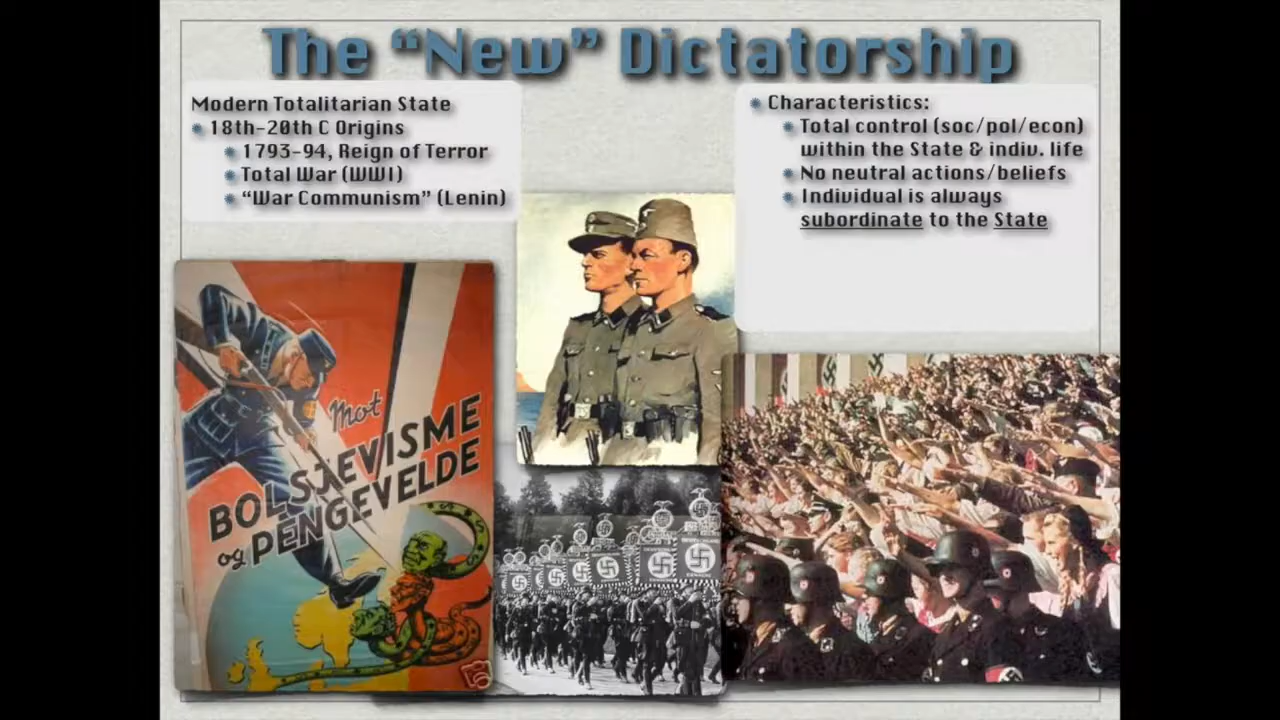 The “New” Dictatorship
Modern Totalitarian State
18th-20th C Origins
1793-94, Reign of Terror
Total War (WWI)
“War Communism” (Lenin)
Characteristics:
Total control (soc/pol/econ)
within the State & indiv. life
No neutral actions/beliefs
Individual is always
subordinate to the State
Mot
BOLSJEVISME
og PENGEVELDE